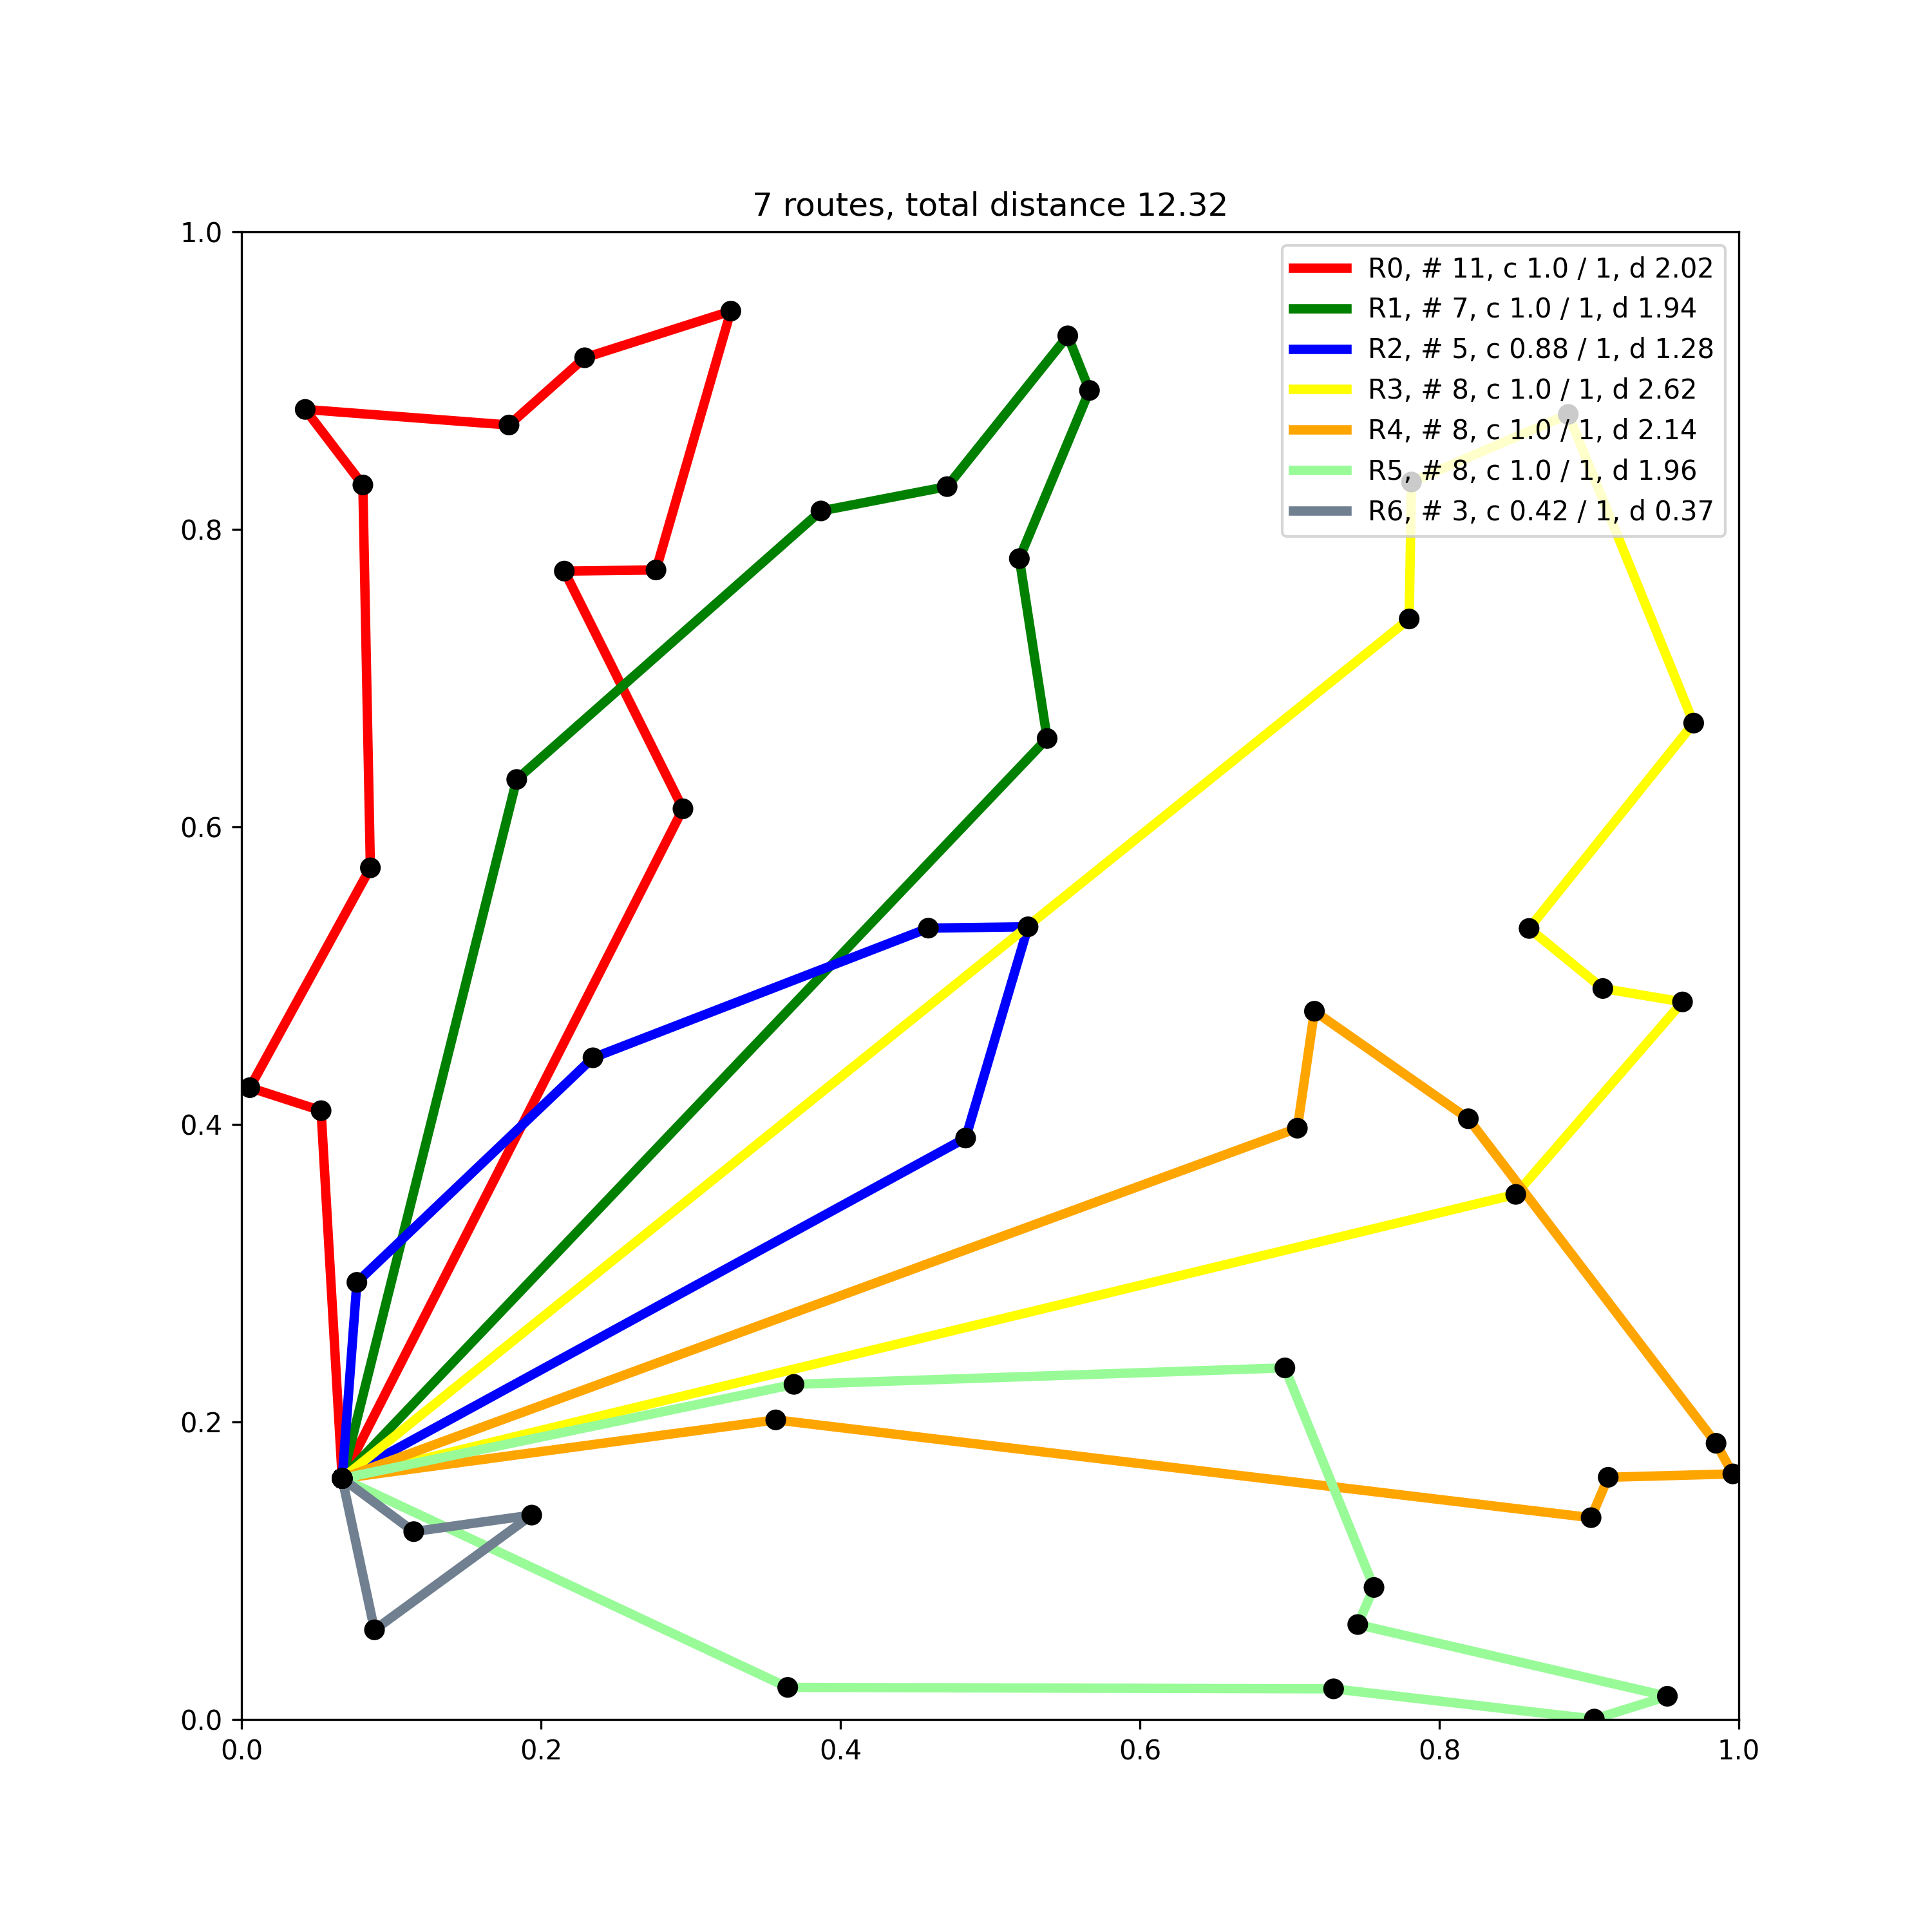 7 routes, total distance 12.32
1.0
R0, # 11, c 1.0 / 1, d 2.02
R1, # 7, c 1.0 / 1, d 1.94
R2, # 5, c 0.88 / 1, d 1.28
R3, # 8, c 1.0 / 1, d 2.62
R4, # 8, c 1.0 / 1, d 2.14
R5, # 8, c 1.0 / 1, d 1.96
R6, # 3, c 0.42 / 1, d 0.37
0.8
0.6
0.4
0.2
0.0
0.0 0.2 0.4 0.6 0.8 1.0